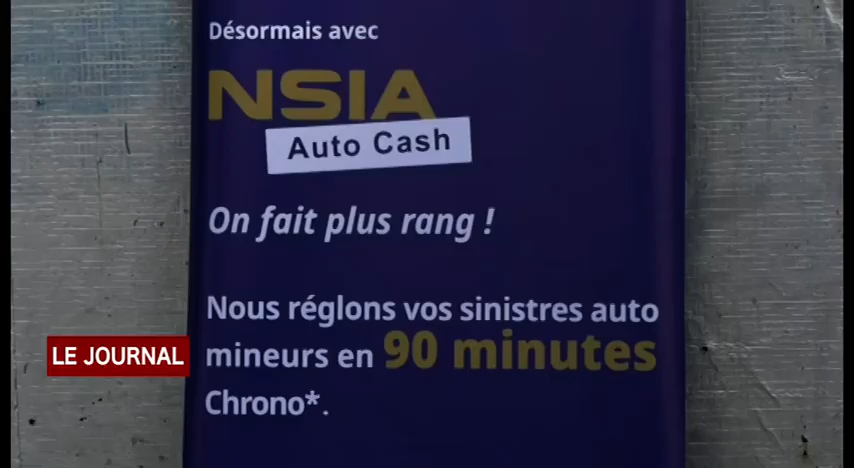 Désormais avec
NSIA
Auto Cash
On fait plus rang !
Nous réglons vos sinistres auto
mineurs en 90 minutes
Chrono*.
LE JOURNAL